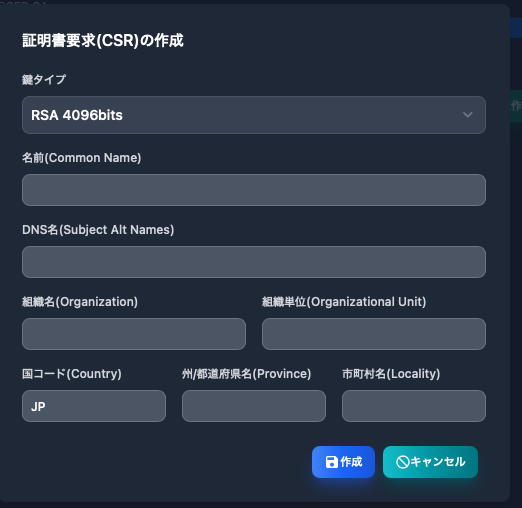 証明書要求(CSR)の作成
鍵タイプ
RSA 4096bits
名前(Common Name)
DNS名(Subject Alt Names)
組織名(Organization) 組織単位(Organizational Unit)
国コード(Country) 州/都道府県名(Province) 市町村名(Locality)
JP
作成 キャンセル